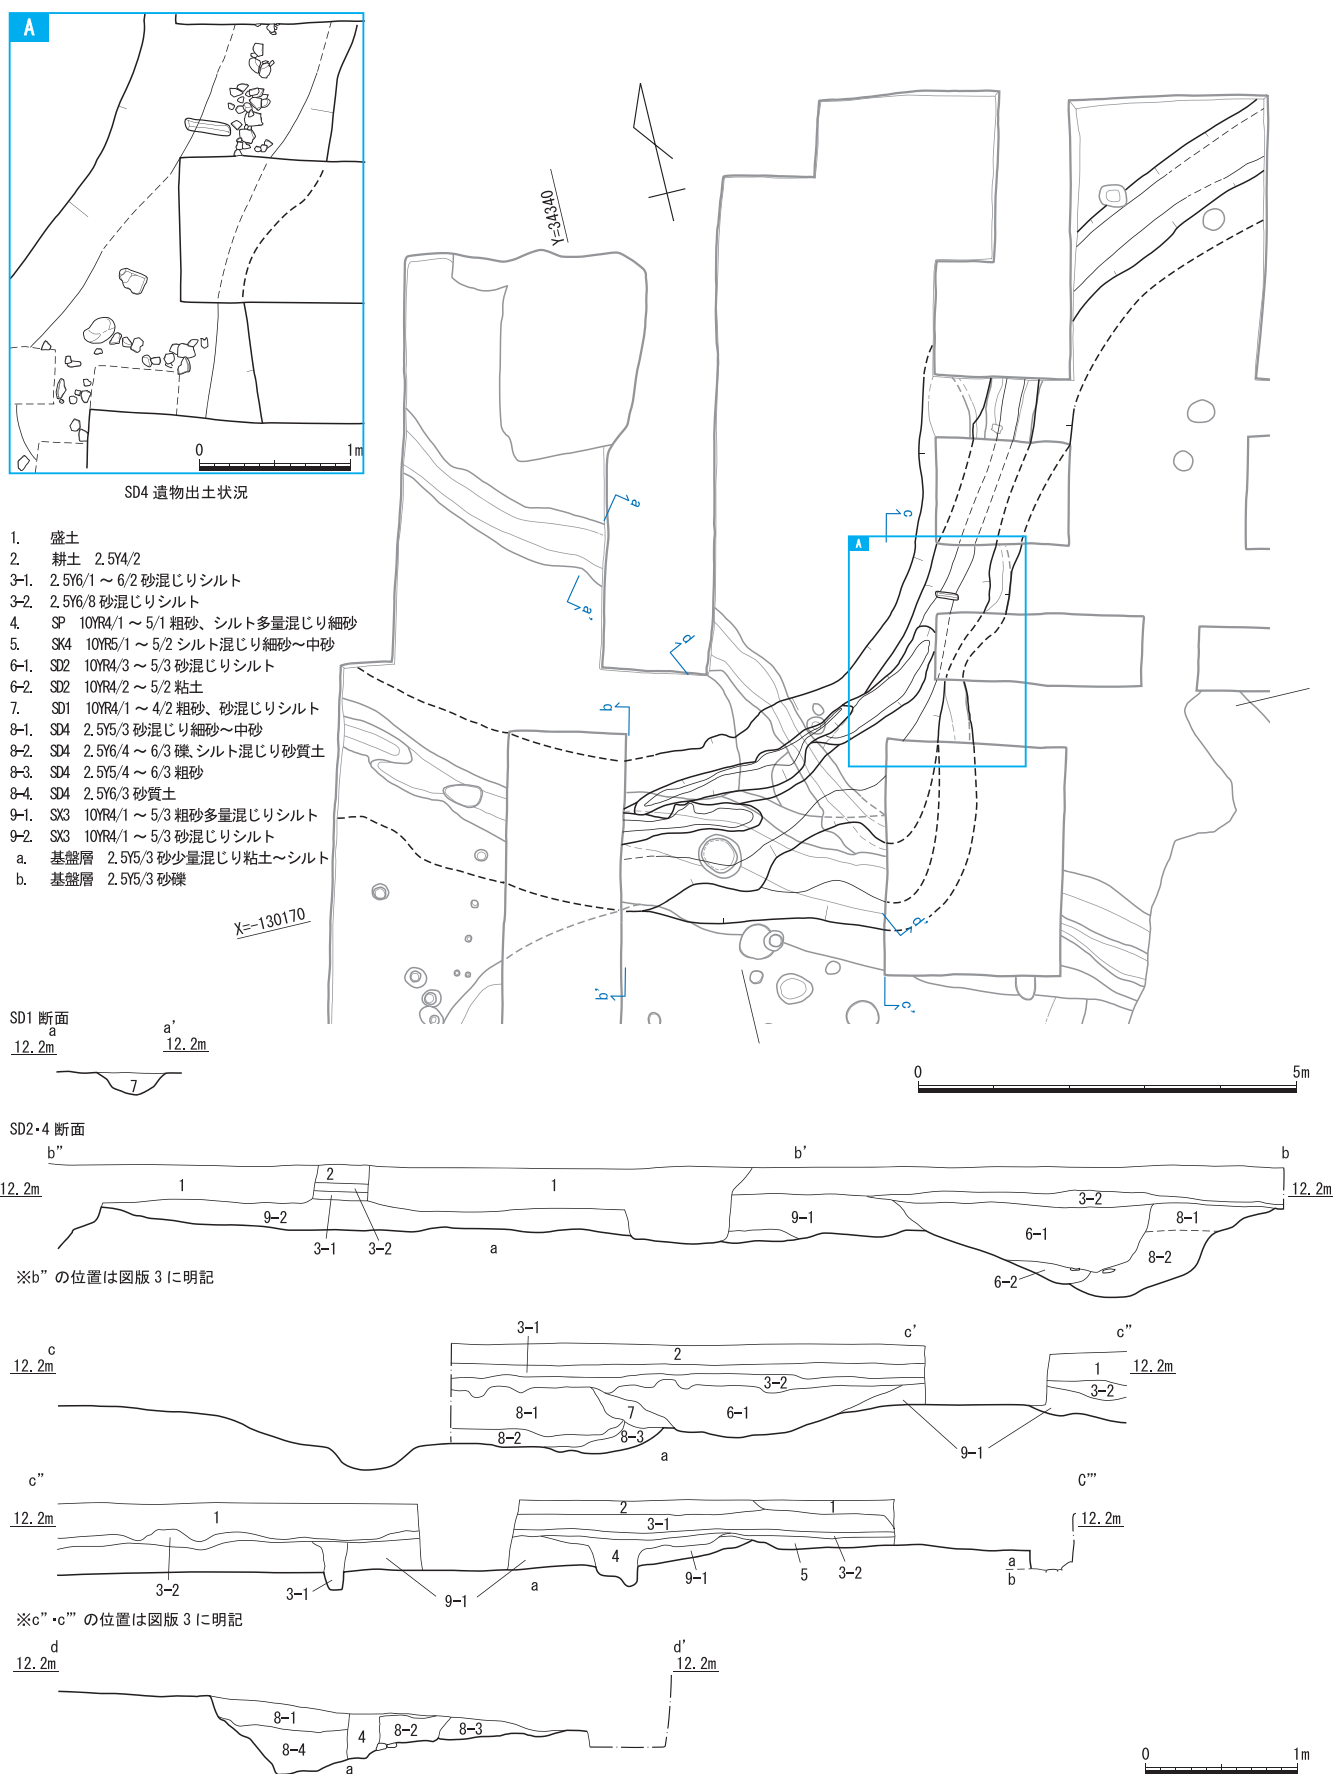 A
0 1m
SD4 遺物出土状況
1. 盛土
2. 耕土 2.5Y4/2
3-1. 2.5Y6/1 ～ 6/2 砂混じりシルト
3-2. 2.5Y6/8 砂混じりシルト
4. SP 10YR4/1 ～ 5/1 粗砂、シルト多量混じり細砂
5. SK4 10YR5/1 ～ 5/2 シルト混じり細砂～中砂
6-1. SD2 10YR4/3 ～ 5/3 砂混じりシルト
6-2. SD2 10YR4/2 ～ 5/2 粘土
7. SD1 10YR4/1 ～ 4/2 粗砂、砂混じりシルト
8-1. SD4 2.5Y5/3 砂混じり細砂～中砂
8-2. SD4 2.5Y6/4 ～ 6/3 礫、シルト混じり砂質土
8-3. SD4 2.5Y5/4 ～ 6/3 粗砂
8-4. SD4 2.5Y6/3 砂質土
9-1. SX3 10YR4/1 ～ 5/3 粗砂多量混じりシルト
9-2. SX3 10YR4/1 ～ 5/3 砂混じりシルト
a. 基盤層 2.5Y5/3 砂少量混じり粘土～シルト
b. 基盤層 2.5Y5/3 砂礫
Y=34340
X=-130170
a
a'
b
b'
c
c'
d
d'
A
0 5m
SD1 断面
a a'
12.2m 12.2m
7
SD2・4 断面
b" b' b
12.2m 12.2m
1 2 1 3-2
9-2 9-1 6-1 8-1
3-1 3-2 a 6-2 8-2
※b" の位置は図版 3 に明記
c 3-1 c' c"
12.2m 2 1 12.2m
3-2 3-2
8-1 7 6-1
8-2 8-3 a 9-1
c" C'''
12.2m 1 2 1 12.2m
3-1
4 a
3-2 3-1 9-1 a 9-1 5 3-2 b
※c"・c''' の位置は図版 3 に明記
d d'
12.2m 12.2m
8-1 4 8-2 8-3
8-4
a
0 1m